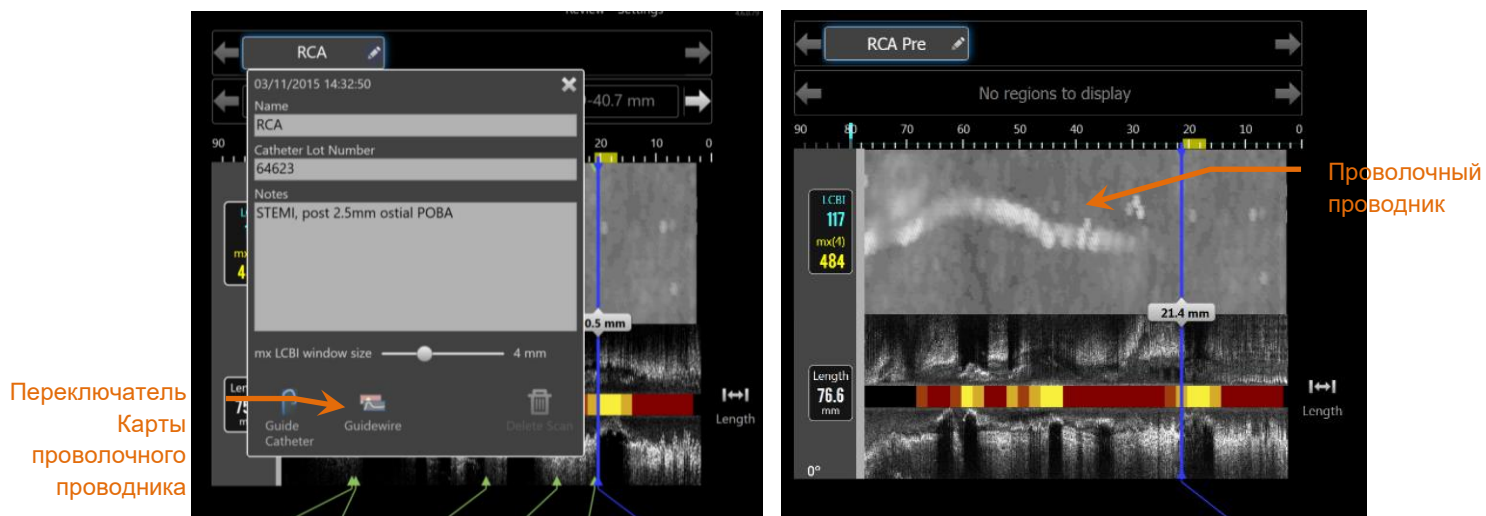 Review Settings
RCA
03/11/2015 14:32:50
-40.7 mm
Name
RCA
90
20
10
0
Catheter Lot Number
64623
Notes
STEMI, post 2.5mm ostial POBA
0.5 mm
mx LCBI window size
4 mm
Guide
Catheter
Guidewire
Delete Scan
Length
Переключатель
Карты
проволочного
проводника
RCA Pre
No regions to display
90 80 70 60 50 40 30 20 10 0
LCBI
117
mx(4)
484
21.4 mm
Length
76.6
mm
0°
Length
Проволочный
проводник